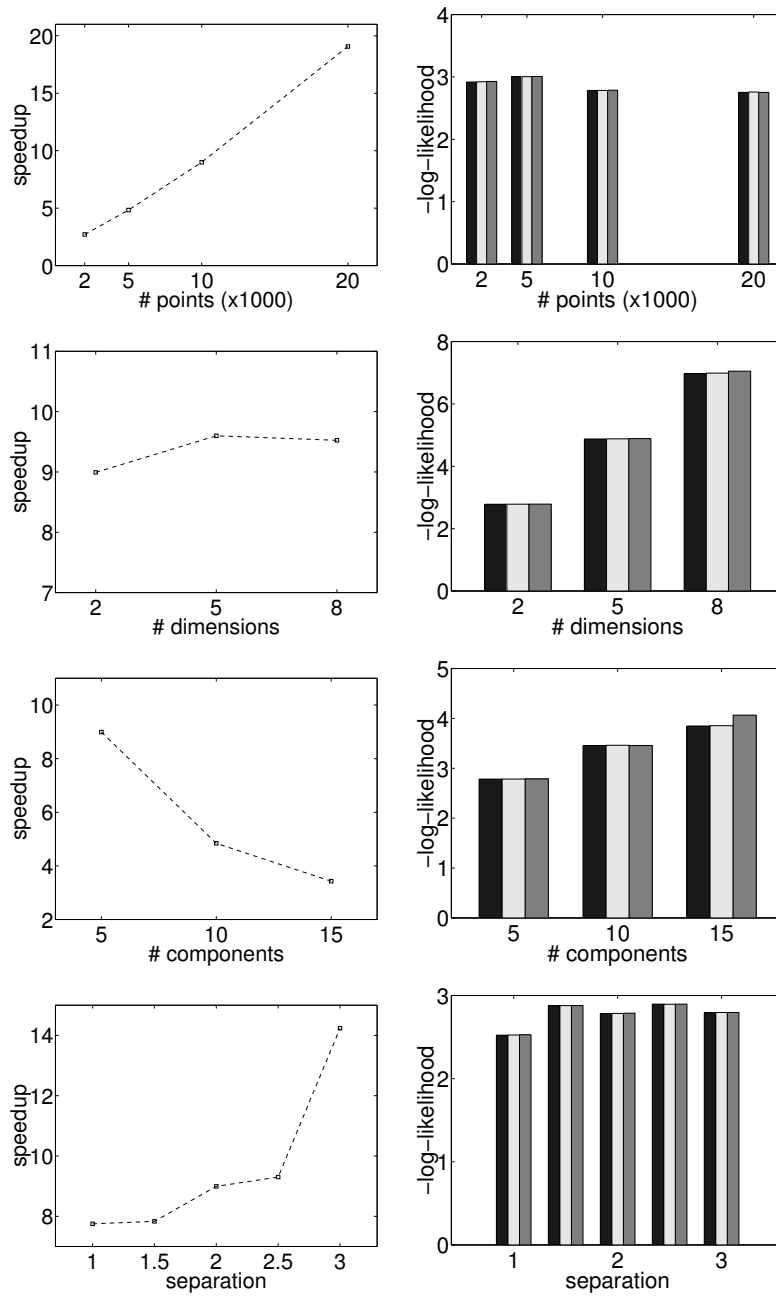 20
15
10
5
0
speedup
2 5 10 20
# points (x1000)
4
3
2
1
0
−log−likelihood
2 5 10 20
# points (x1000)
11
10
9
8
7
speedup
2 5 8
# dimensions
8
6
4
2
0
−log−likelihood
2 5 8
# dimensions
10
8
6
4
2
speedup
5 10 15
# components
5
4
3
2
1
0
−log−likelihood
5 10 15
# components
14
12
10
8
speedup
1 1.5 2 2.5 3
separation
3
2
1
0
−log−likelihood
1 2 3
separation